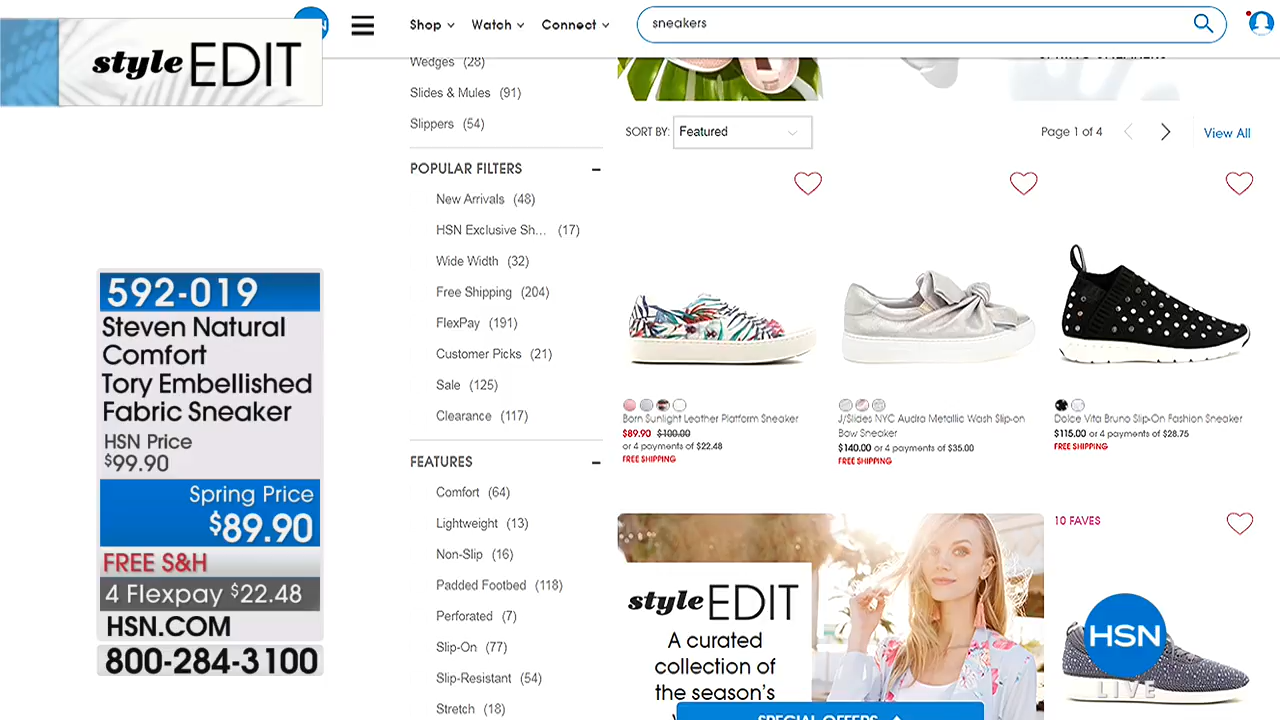 style EDIT
Shop
Watch
Connect
sneakers
Wedges (28)
Slides & Mules (91)
Slippers (54)
POPULAR FILTERS
New Arrivals (48)
HSN Exclusive Sh... (17)
Wide Width (32)
Free Shipping (204)
FlexPay (191)
Customer Picks (21)
Sale (125)
Clearance (117)
FEATURES
Comfort (64)
Lightweight (13)
Non-Slip (16)
Padded Footbed (118)
Perforated (7)
Slip-On (77)
Slip-Resistant (54)
Stretch (18)
SORT BY: Featured
Page 1 of 4
View All
Born Sunlight Leather Platform Sneaker
$89.90 $100.00
or 4 payments of $22.48
FREE SHIPPING
J/Slides NYC Audra Metallic Wash Slip-on
Bow Sneaker
$140.00 or 4 payments of $35.00
FREE SHIPPING
Dolce Vita Bruno Slip-On Fashion Sneaker
$115.00 or 4 payments of $28.75
FREE SHIPPING
10 FAVES
style EDIT
A curated
collection of
the season's
SPECIAL OFFERS
HSN
LIVE
592-019
Steven Natural
Comfort
Tory Embellished
Fabric Sneaker
HSN Price
$99.90
Spring Price
$89.90
FREE S&H
4 Flexpay $22.48
HSN.COM
800-284-3100